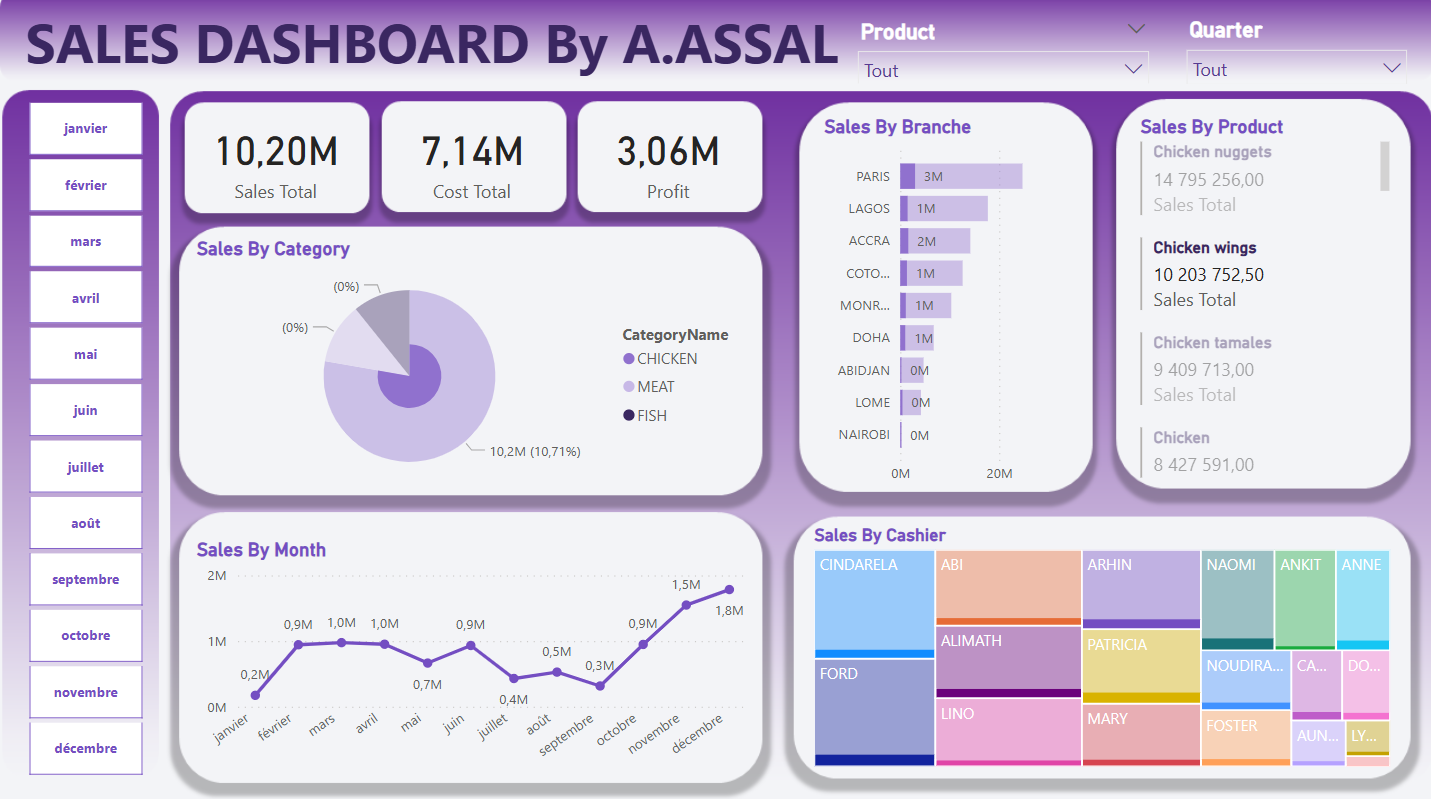 SALES DASHBOARD By A.ASSAL
Product
Tout
Quarter
Tout
janvier
février
mars
avril
mai
juin
juillet
août
septembre
octobre
novembre
décembre
10,20M
Sales Total
7,14M
Cost Total
3,06M
Profit
Sales By Category
(0%)
(0%)
10,2M (10,71%)
CategoryName
CHICKEN
MEAT
FISH
Sales By Branche
PARIS 3M
LAGOS 1M
ACCRA 2M
COTO... 1M
MONR... 1M
DOHA 1M
ABIDJAN 0M
LOME 0M
NAIROBI 0M
0M 20M
Sales By Product
Chicken nuggets
14 795 256,00
Sales Total
Chicken wings
10 203 752,50
Sales Total
Chicken tamales
9 409 713,00
Sales Total
Chicken
8 427 591,00
Sales By Month
2M
1M
0M
0,2M
0,9M
1,0M
1,0M
0,7M
0,9M
0,4M
0,5M
0,3M
0,9M
1,5M
1,8M
janvier
février
mars
avril
mai
juin
juillet
août
septembre
octobre
novembre
décembre
Sales By Cashier
CINDARELA
FORD
ABI
ALIMATH
LINO
ARHIN
PATRICIA
MARY
NAOMI
ANKIT
ANNE
NOUDIRA...
FOSTER
CA...
DO...
AUN...
LY...